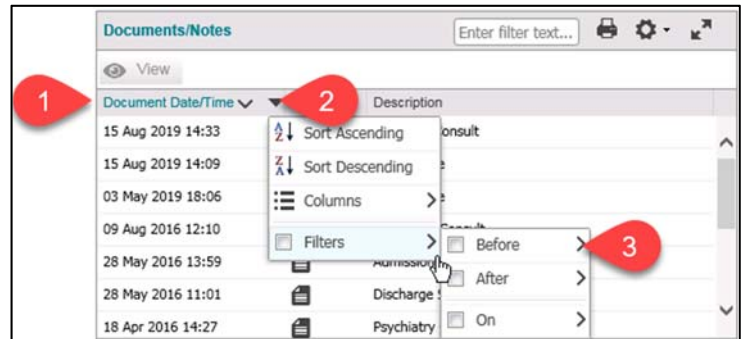 Documents/Notes
Enter filter text...
View
1
Document Date/Time
2
Description
15 Aug 2019 14:33
Sort Ascending
onsult
15 Aug 2019 14:09
Sort Descending
03 May 2019 18:06
Columns
09 Aug 2016 12:10
Filters
Before
3
28 May 2016 13:59
Admission
After
28 May 2016 11:01
Discharge
On
18 Apr 2016 14:27
Psychiatry